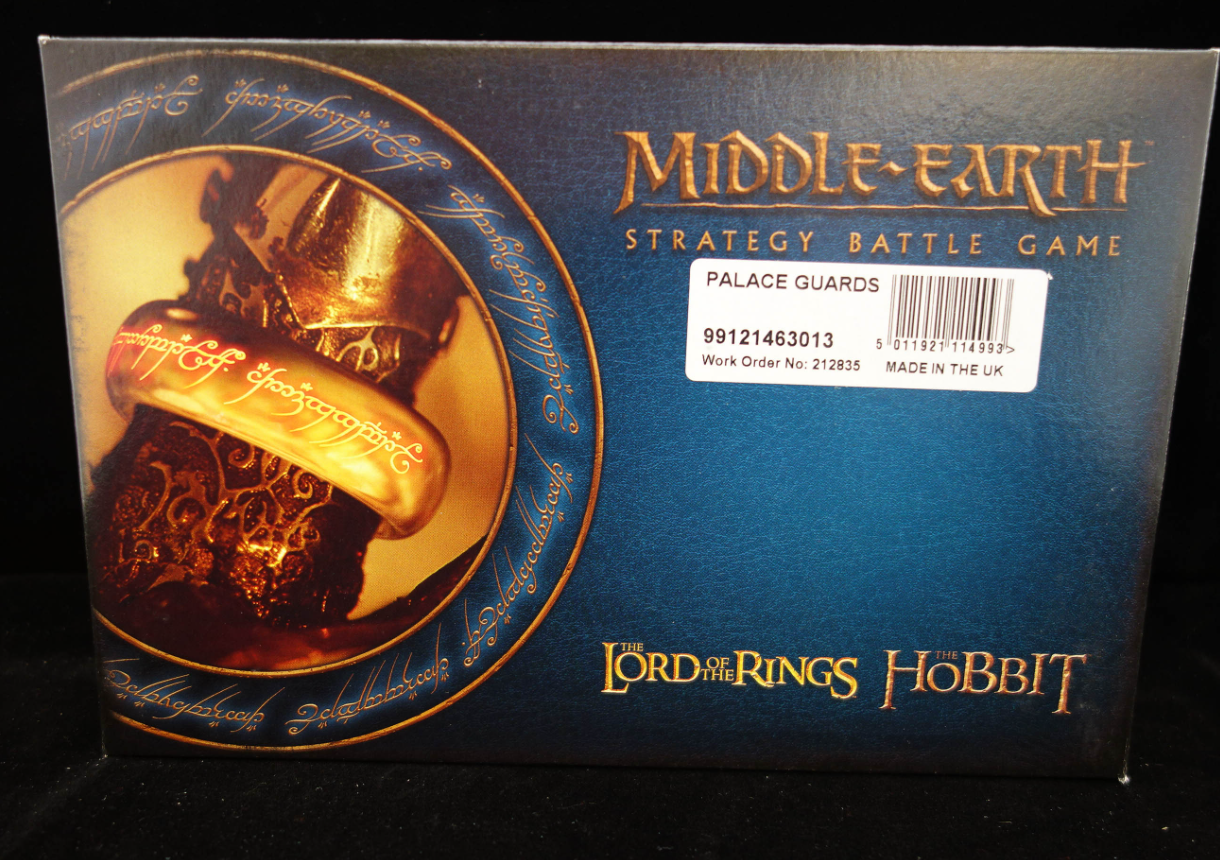 MIDDLE-EARTH™
STRATEGY BATTLE GAME
PALACE GUARDS
99121463013
Work Order No: 212835
5 011921 114993 >
MADE IN THE UK
THE LORD OF THE RINGS
THE HOBBIT